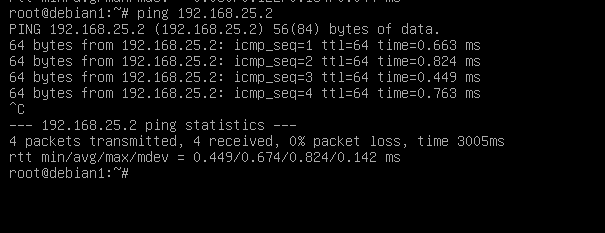 root@debian1:~# ping 192.168.25.2
PING 192.168.25.2 (192.168.25.2) 56(84) bytes of data.
64 bytes from 192.168.25.2: icmp_seq=1 ttl=64 time=0.663 ms
64 bytes from 192.168.25.2: icmp_seq=2 ttl=64 time=0.824 ms
64 bytes from 192.168.25.2: icmp_seq=3 ttl=64 time=0.449 ms
64 bytes from 192.168.25.2: icmp_seq=4 ttl=64 time=0.763 ms
^C
--- 192.168.25.2 ping statistics ---
4 packets transmitted, 4 received, 0% packet loss, time 3005ms
rtt min/avg/max/mdev = 0.449/0.674/0.824/0.142 ms
root@debian1:~#